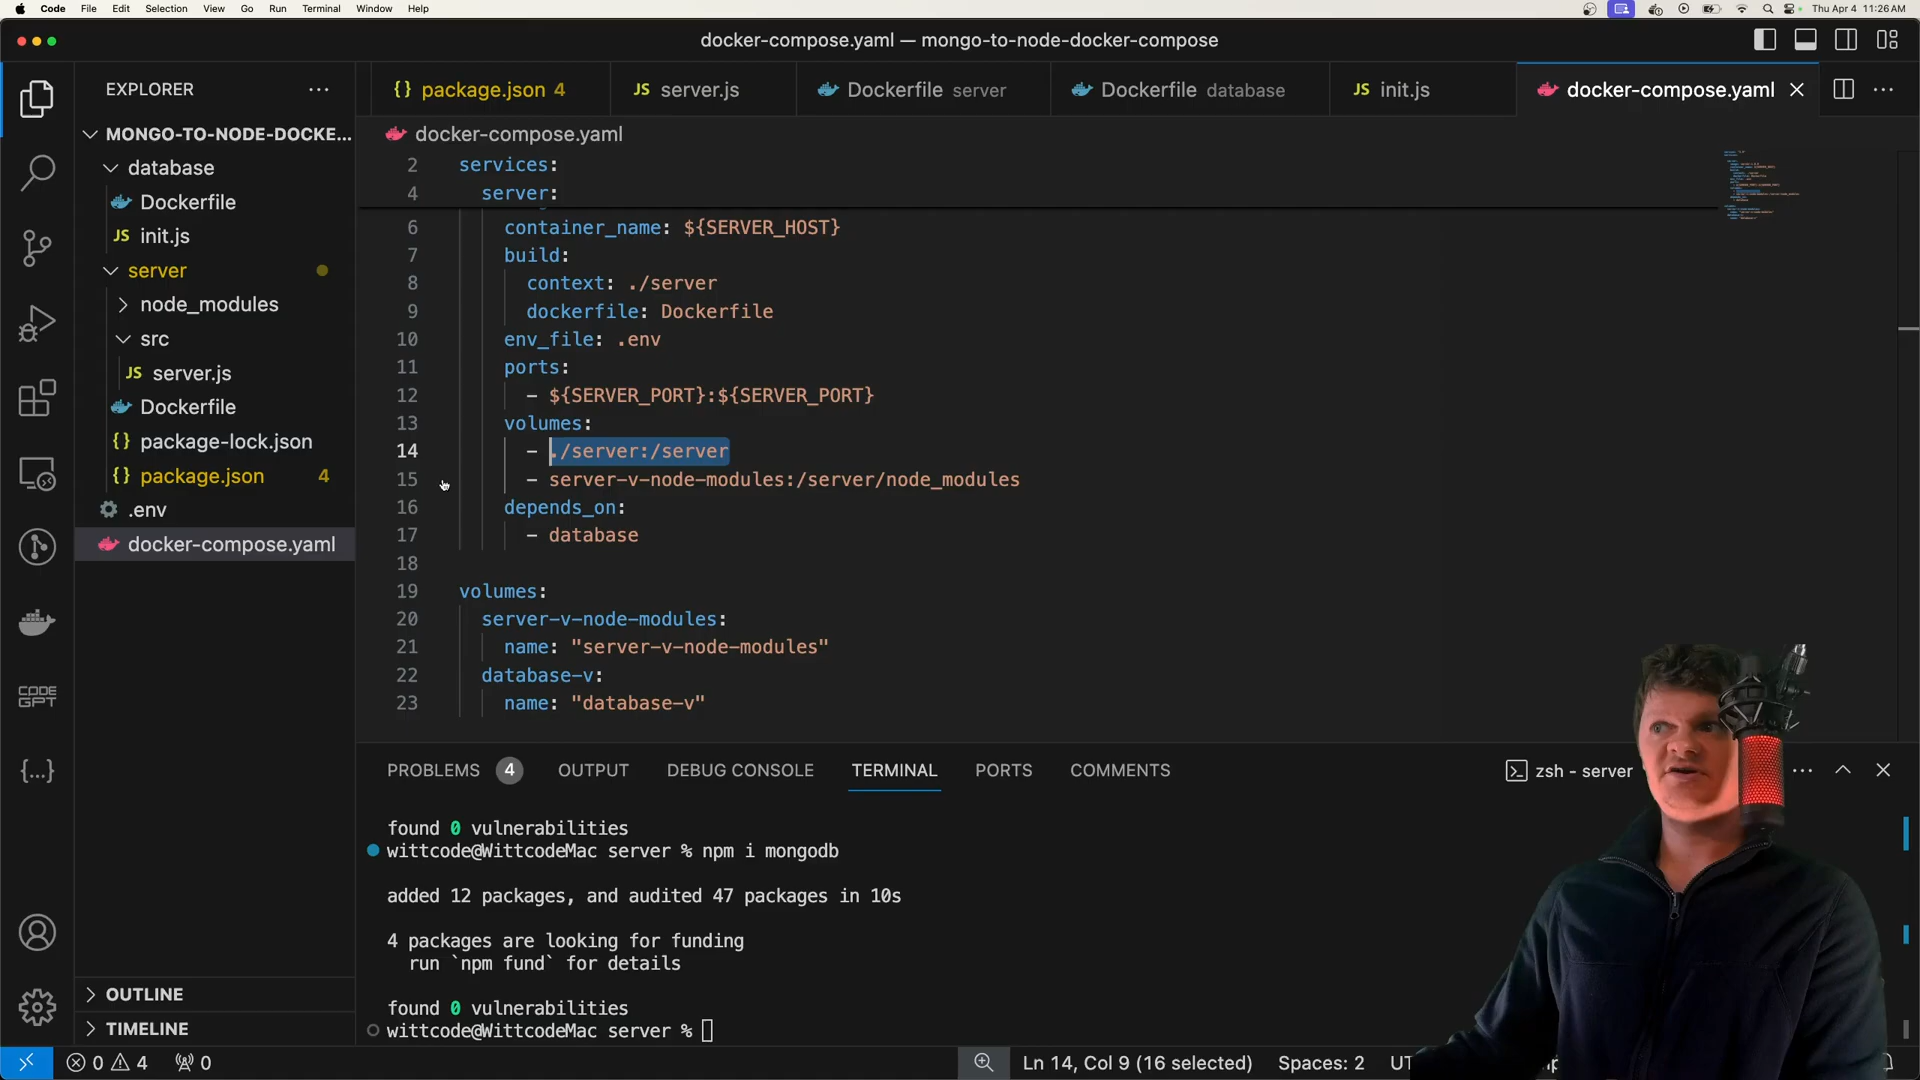 Code File Edit Selection View Go Run Terminal Window Help Thu Apr 4 11:26 AM
docker-compose.yaml — mongo-to-node-docker-compose
EXPLORER
MONGO-TO-NODE-DOCKE...
database
Dockerfile
init.js
server
node_modules
src
server.js
Dockerfile
package-lock.json
package.json 4
.env
docker-compose.yaml
OUTLINE
TIMELINE
package.json 4 server.js Dockerfile server Dockerfile database init.js docker-compose.yaml
docker-compose.yaml
2 services:
4 server:
6 container_name: ${SERVER_HOST}
7 build:
8 context: ./server
9 dockerfile: Dockerfile
10 env_file: .env
11 ports:
12 - ${SERVER_PORT}:${SERVER_PORT}
13 volumes:
14 - ./server:/server
15 - server-v-node-modules:/server/node_modules
16 depends_on:
17 - database
18
19 volumes:
20 server-v-node-modules:
21 name: "server-v-node-modules"
22 database-v:
23 name: "database-v"
PROBLEMS 4 OUTPUT DEBUG CONSOLE TERMINAL PORTS COMMENTS zsh - server
found 0 vulnerabilities
wittcode@WittcodeMac server % npm i mongodb
added 12 packages, and audited 47 packages in 10s
4 packages are looking for funding
run `npm fund` for details
found 0 vulnerabilities
wittcode@WittcodeMac server %
CODE
GPT
0 4 0 Ln 14, Col 9 (16 selected) Spaces: 2